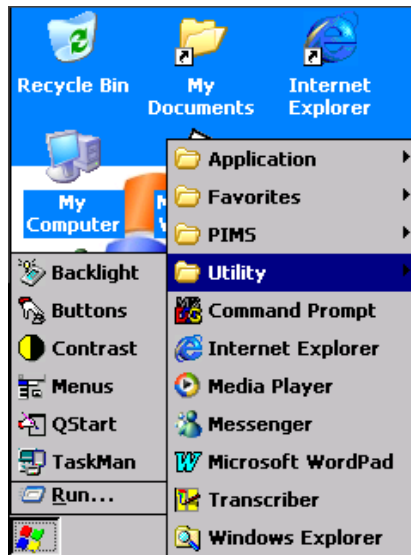 Recycle Bin
My Documents
Internet Explorer
My Computer
M
Application
Favorites
PIMS
Utility
Command Prompt
Internet Explorer
Media Player
Messenger
Microsoft WordPad
Transcriber
Windows Explorer
Backlight
Buttons
Contrast
Menus
QStart
TaskMan
Run...